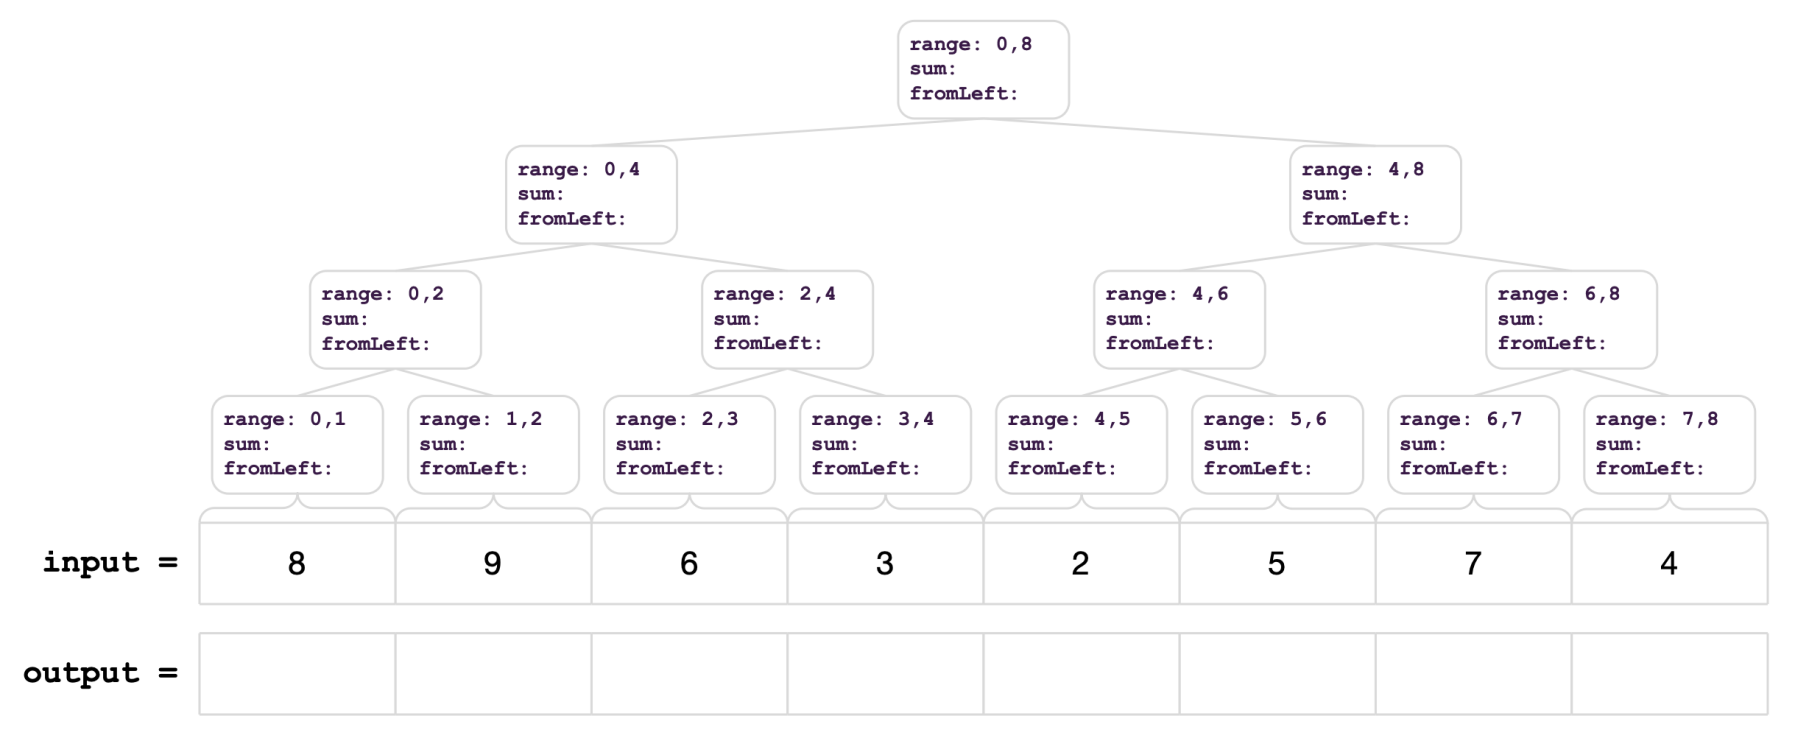 range: 0,8
sum:
fromLeft:
range: 0,4
sum:
fromLeft:
range: 4,8
sum:
fromLeft:
range: 0,2
sum:
fromLeft:
range: 2,4
sum:
fromLeft:
range: 4,6
sum:
fromLeft:
range: 6,8
sum:
fromLeft:
range: 0,1
sum:
fromLeft:
range: 1,2
sum:
fromLeft:
range: 2,3
sum:
fromLeft:
range: 3,4
sum:
fromLeft:
range: 4,5
sum:
fromLeft:
range: 5,6
sum:
fromLeft:
range: 6,7
sum:
fromLeft:
range: 7,8
sum:
fromLeft:
input = 8 9 6 3 2 5 7 4
output =